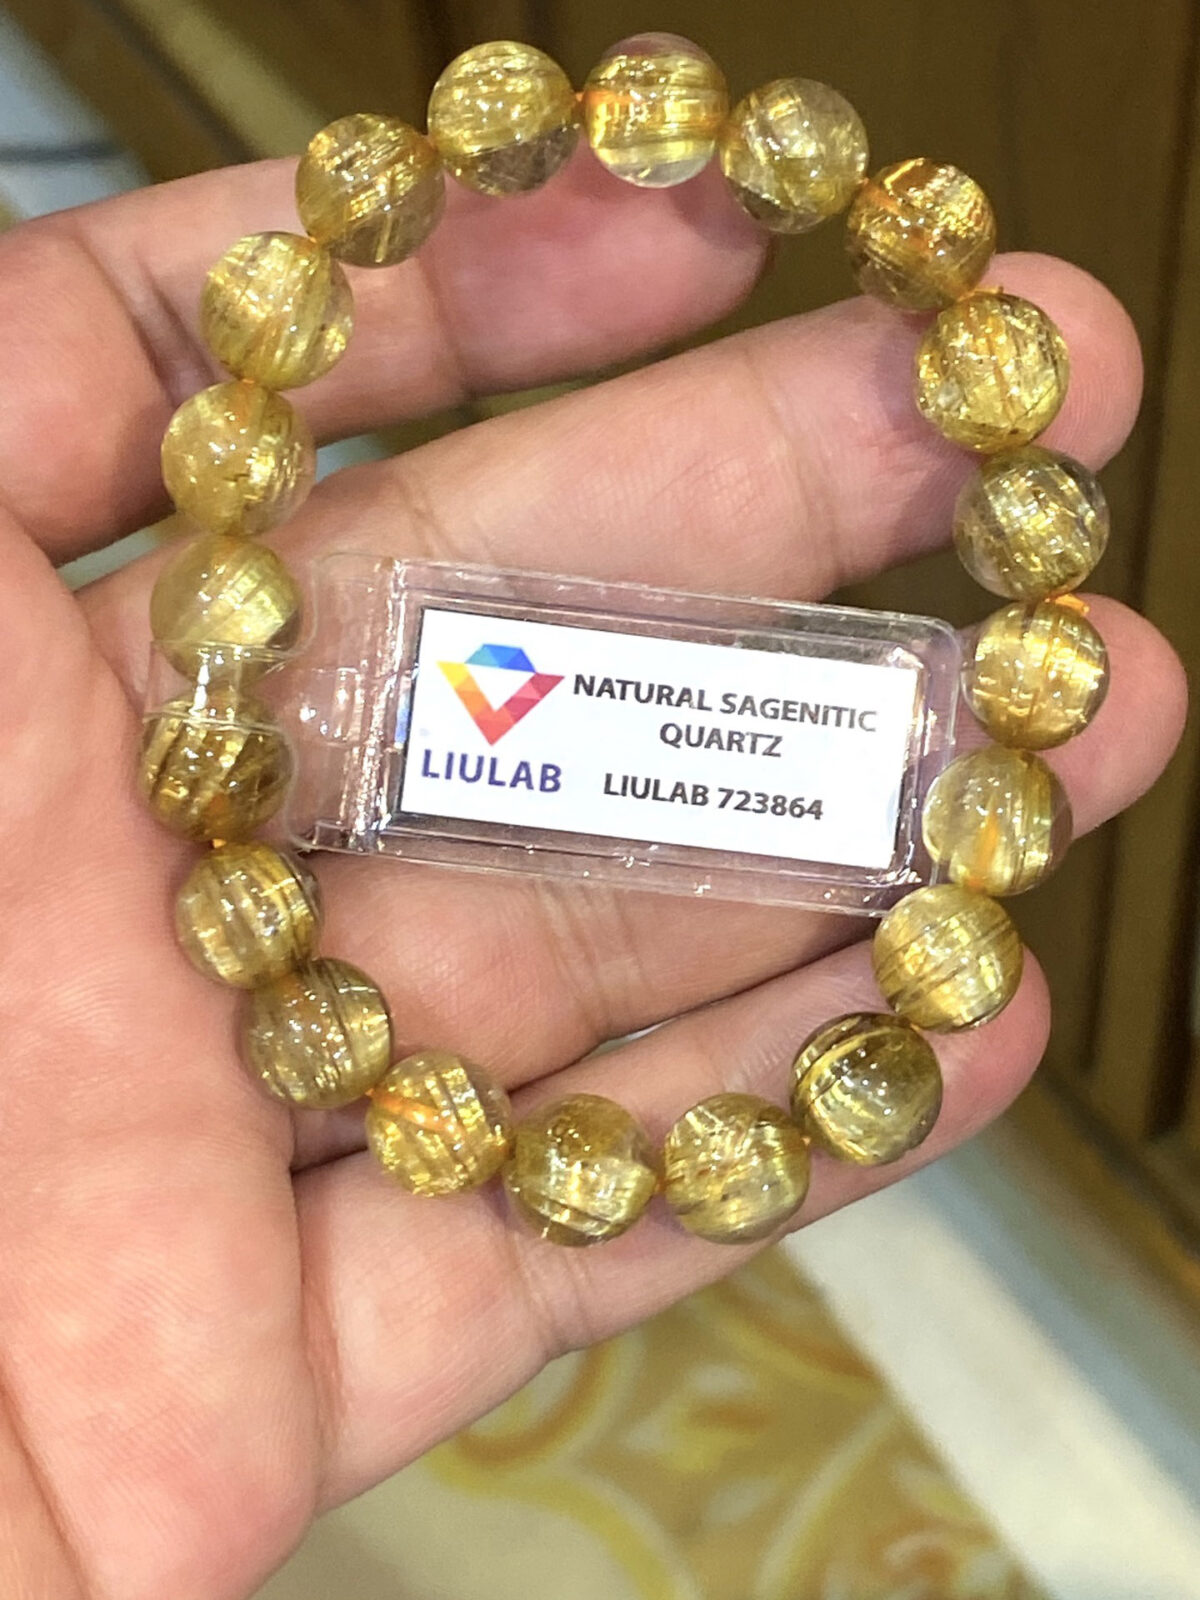 NATURAL SAGENITIC
QUARTZ
LIULAB
LIULAB 723864